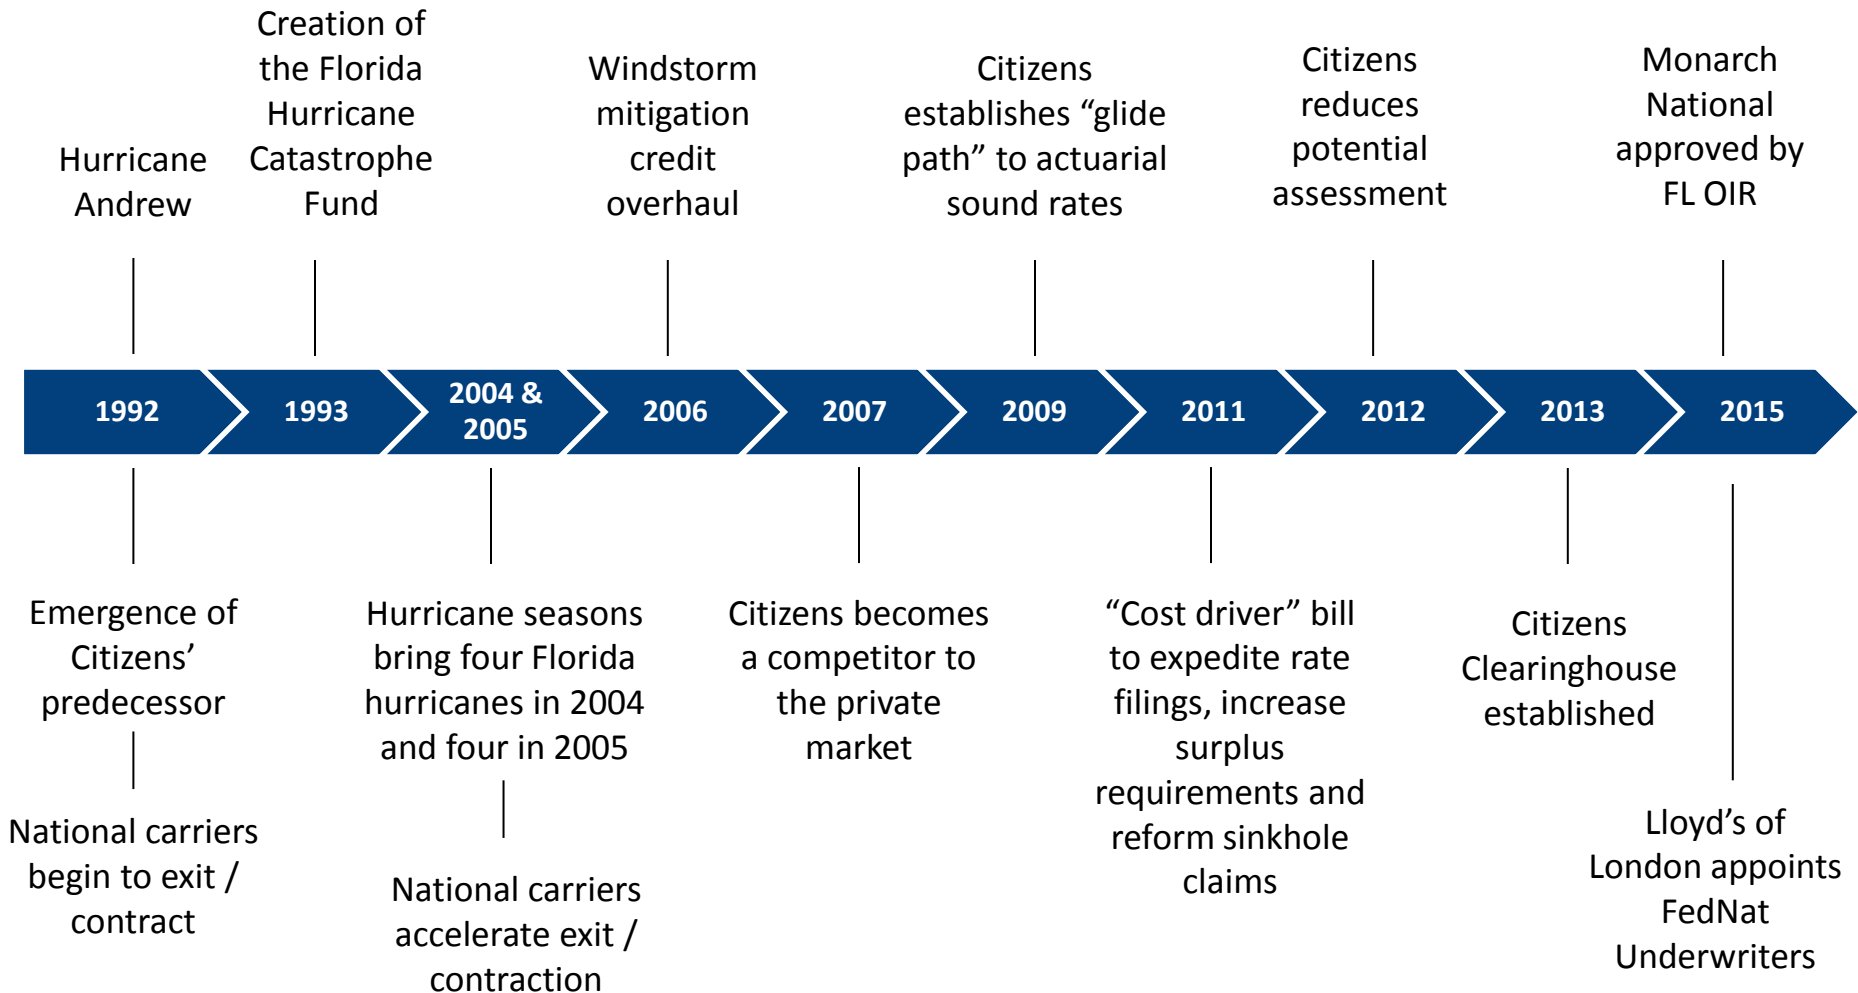 Hurricane
Andrew
Creation of
the Florida
Hurricane
Catastrophe
Fund
Windstorm
mitigation
credit
overhaul
Citizens
establishes “glide
path” to actuarial
sound rates
Citizens
reduces
potential
assessment
Monarch
National
approved by
FL OIR
1992
1993
2004 &
2005
2006
2007
2009
2011
2012
2013
2015
Emergence of
Citizens’
predecessor
National carriers
begin to exit /
contract
Hurricane seasons
bring four Florida
hurricanes in 2004
and four in 2005
National carriers
accelerate exit /
contraction
Citizens becomes
a competitor to
the private
market
“Cost driver” bill
to expedite rate
filings, increase
surplus
requirements and
reform sinkhole
claims
Citizens
Clearinghouse
established
Lloyd’s of
London appoints
FedNat
Underwriters